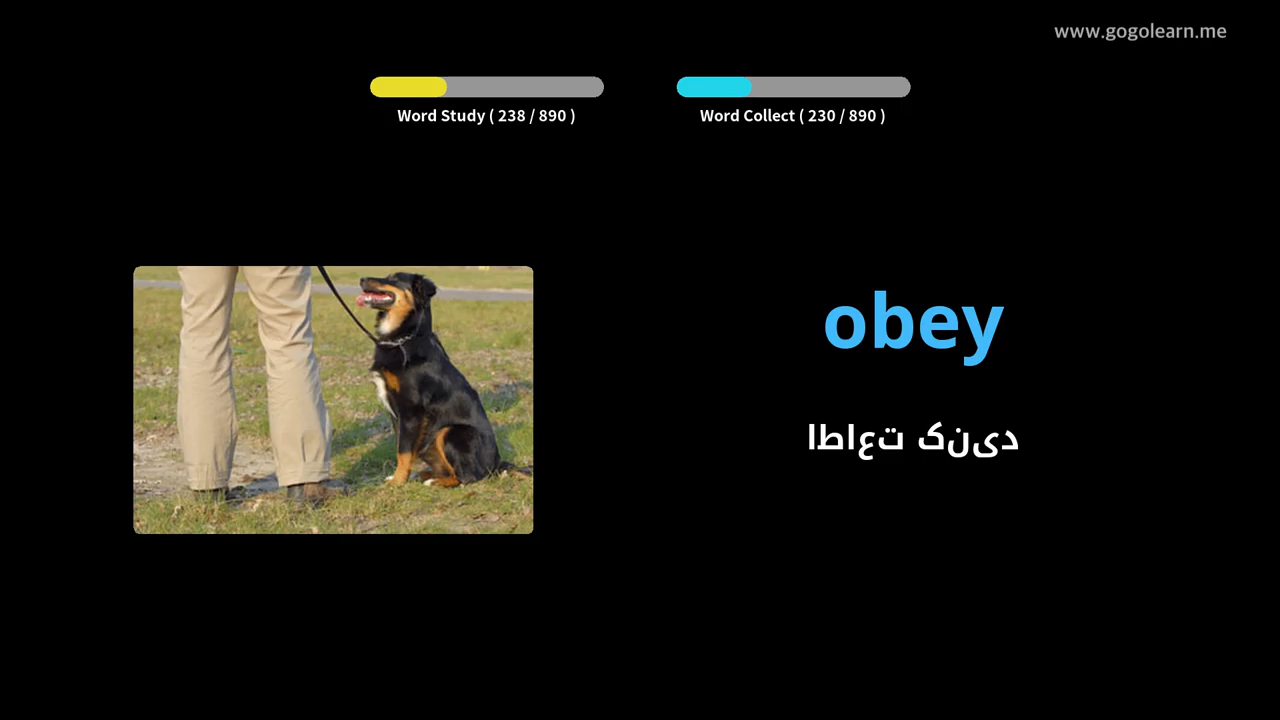 www.gogolearn.me
Word Study ( 238 / 890 )
Word Collect ( 230 / 890 )
obey
اطاعت کنید